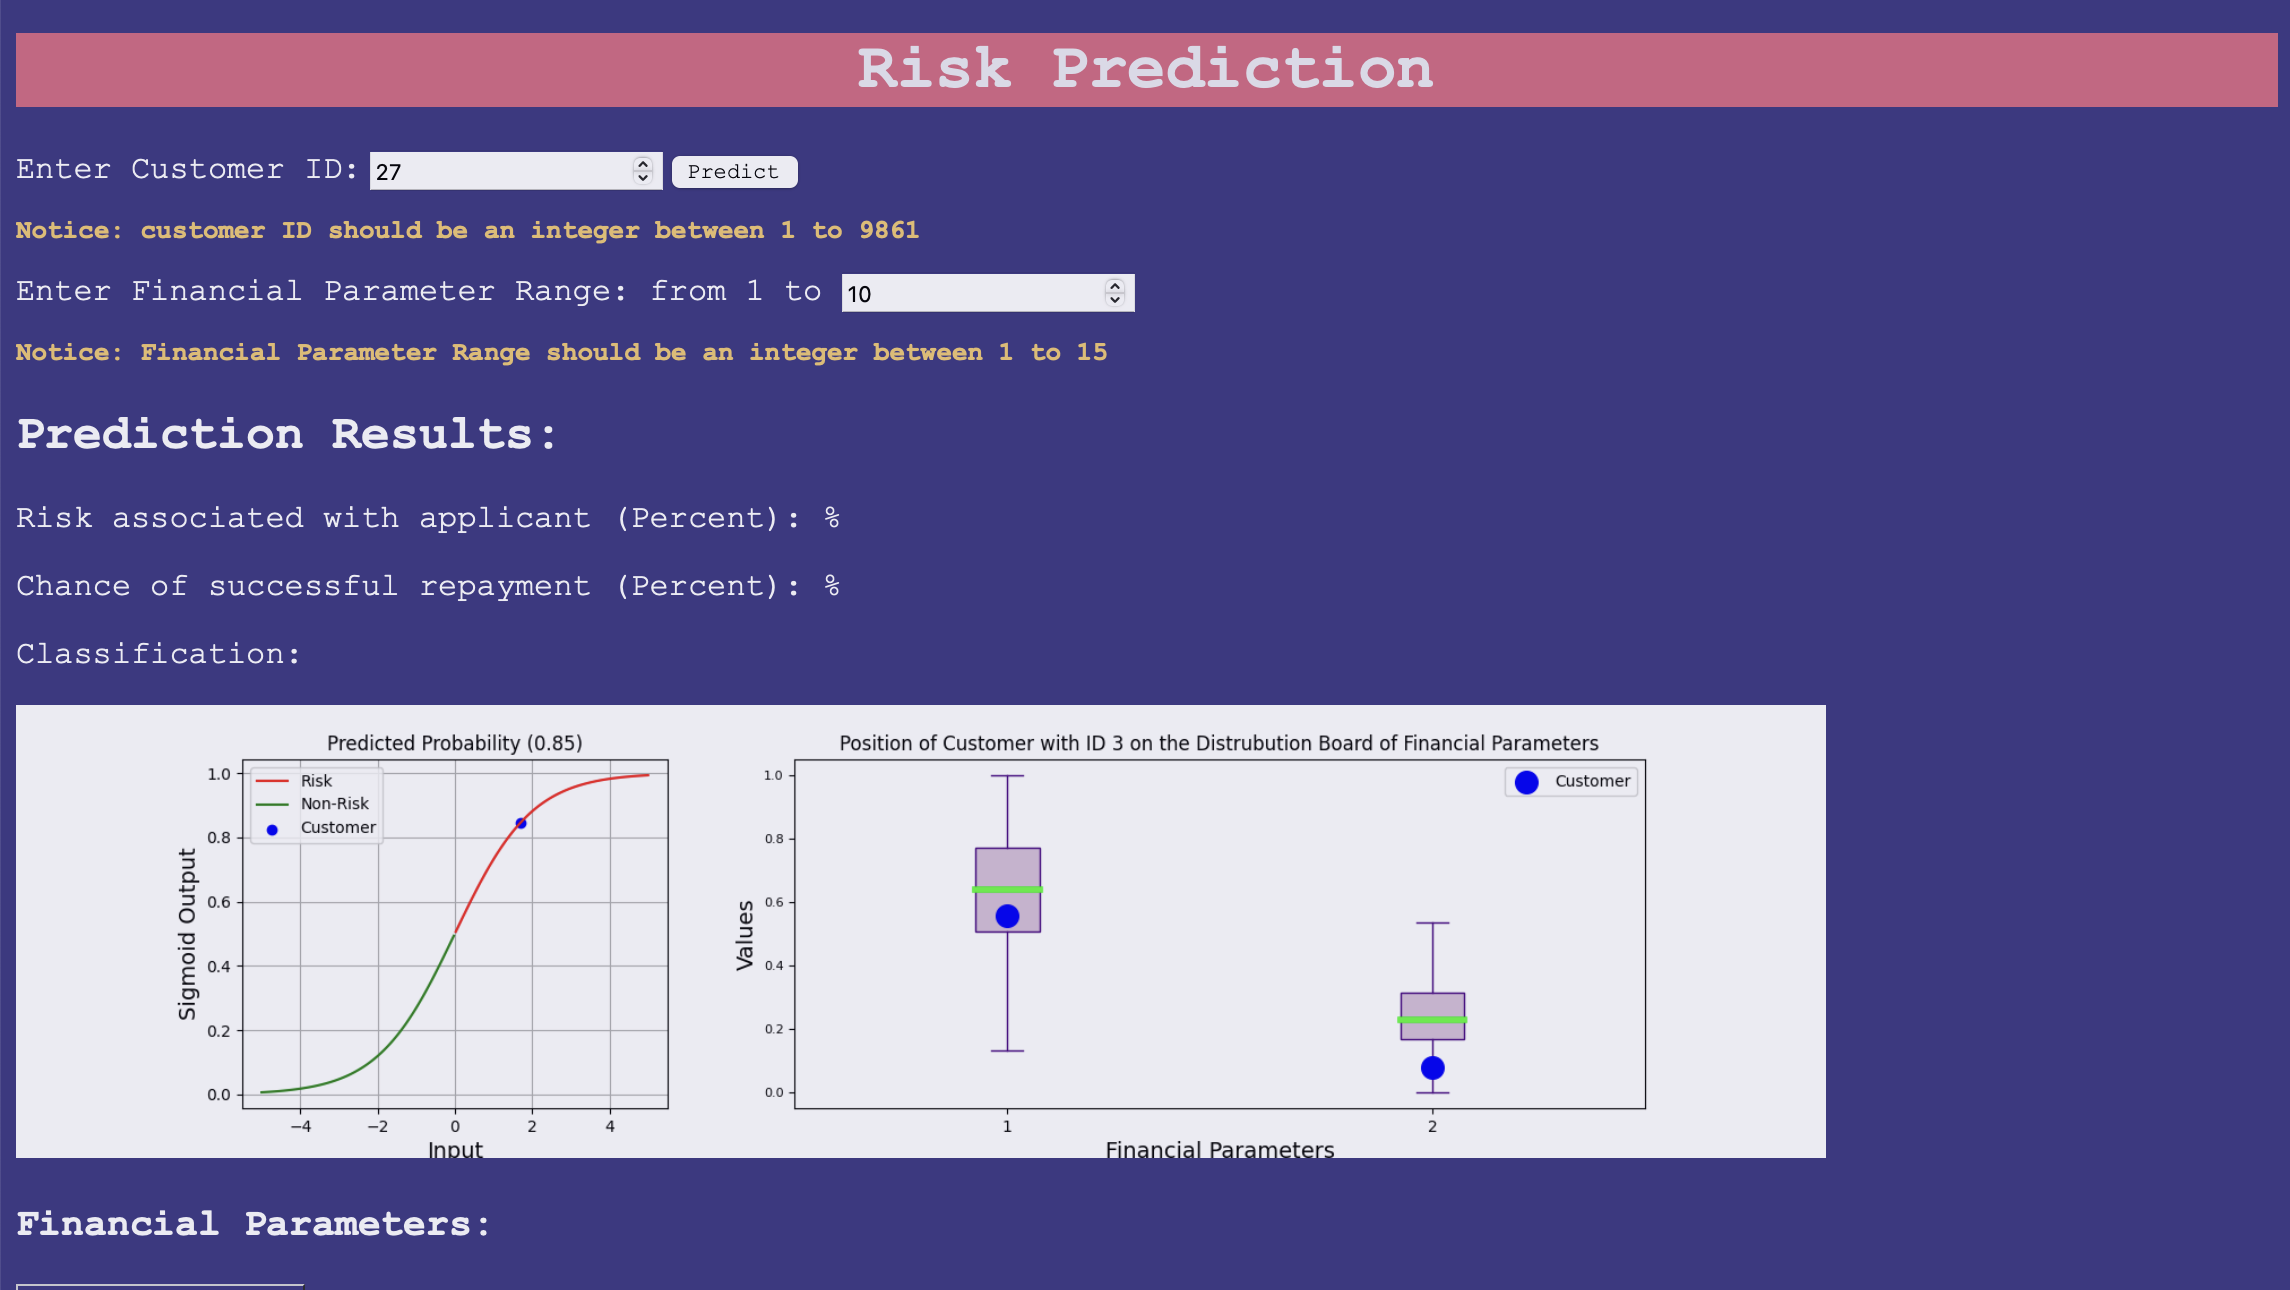 Risk Prediction
Enter Customer ID: 27 Predict
Notice: customer ID should be an integer between 1 to 9861
Enter Financial Parameter Range: from 1 to 10
Notice: Financial Parameter Range should be an integer between 1 to 15
Prediction Results:
Risk associated with applicant (Percent): %
Chance of successful repayment (Percent): %
Classification:
Predicted Probability (0.85)
Risk
Non-Risk
Customer
Sigmoid Output
1.0
0.8
0.6
0.4
0.2
0.0
−4 −2 0 2 4
Input
Position of Customer with ID 3 on the Distrubution Board of Financial Parameters
Customer
Values
1.0
0.8
0.6
0.4
0.2
0.0
1 2
Financial Parameters
Financial Parameters: